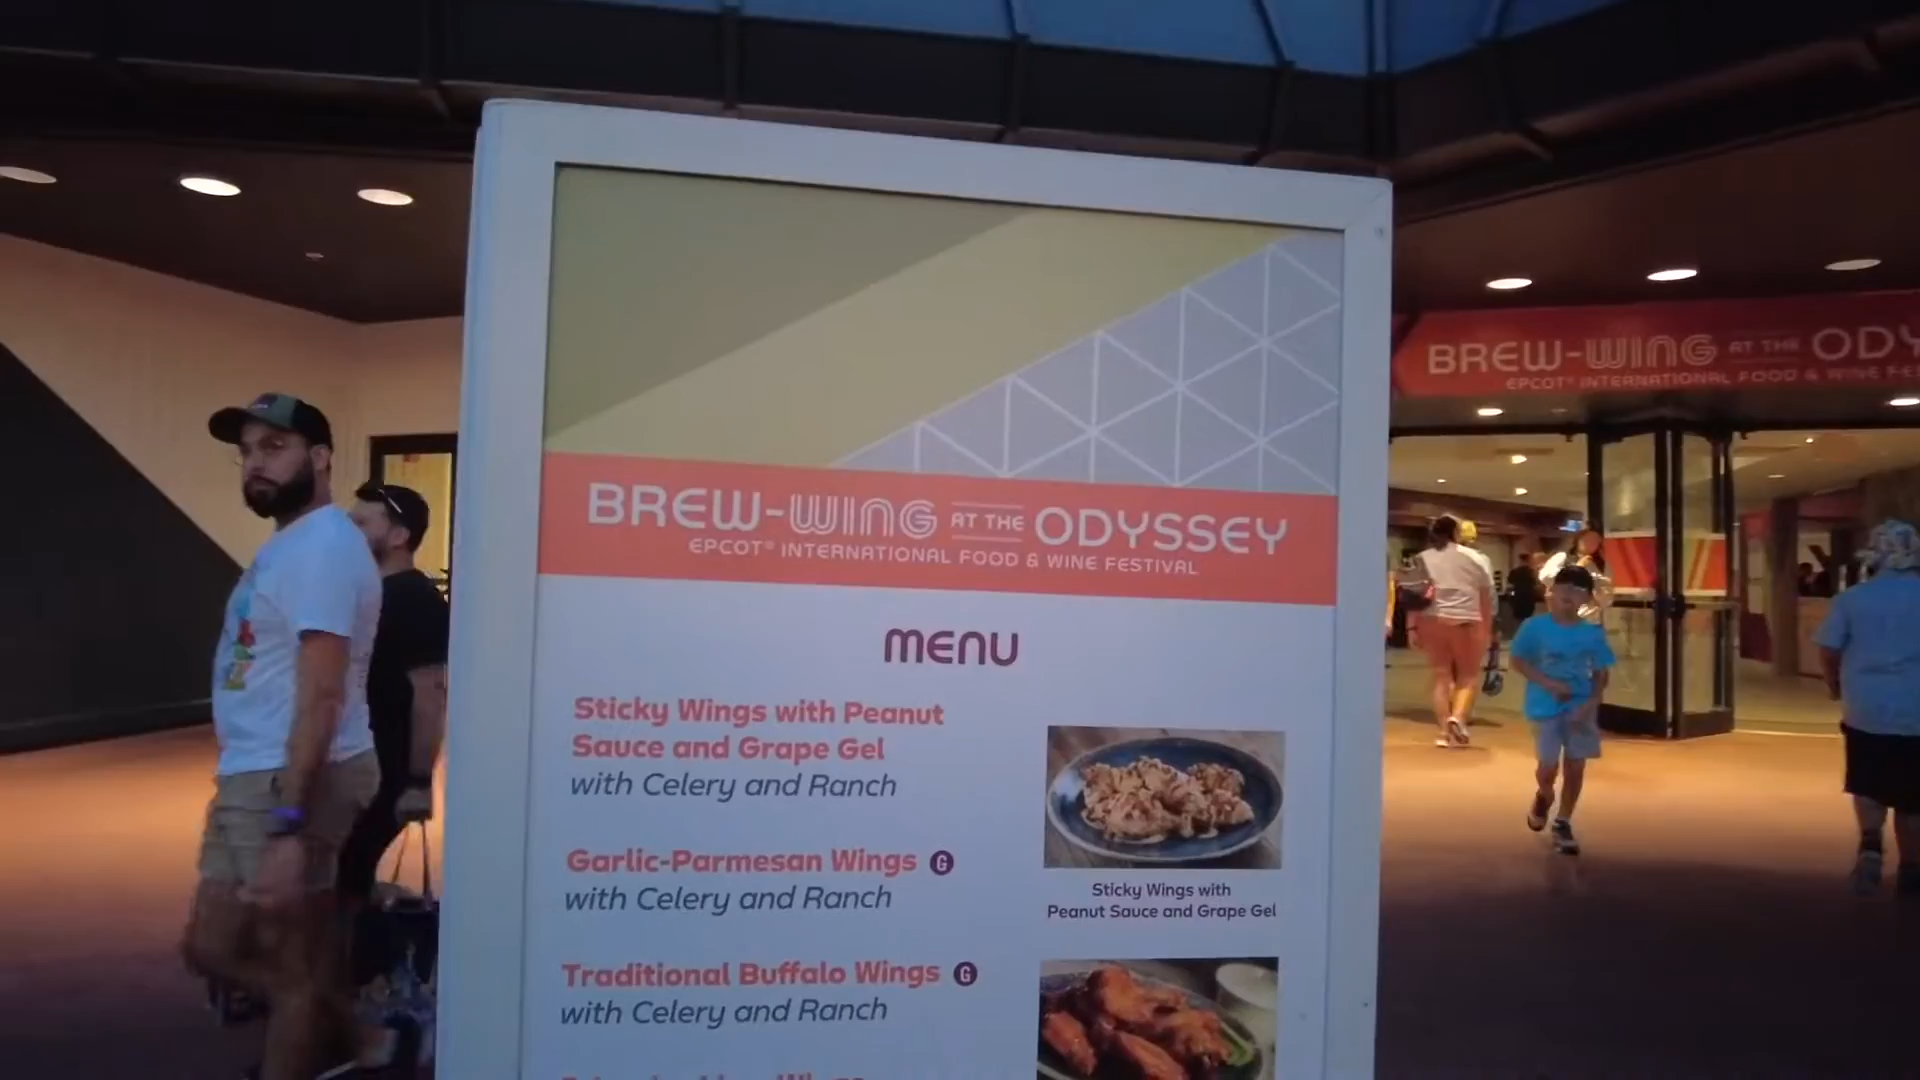 BREW-WING AT THE ODYSSEY
EPCOT® INTERNATIONAL FOOD & WINE FESTIVAL
MENU
Sticky Wings with Peanut
Sauce and Grape Gel
with Celery and Ranch
Garlic-Parmesan Wings G
with Celery and Ranch
Traditional Buffalo Wings G
with Celery and Ranch
Sticky Wings with
Peanut Sauce and Grape Gel
BREW-WING AT THE ODY
EPCOT® INTERNATIONAL FOOD & WINE FES